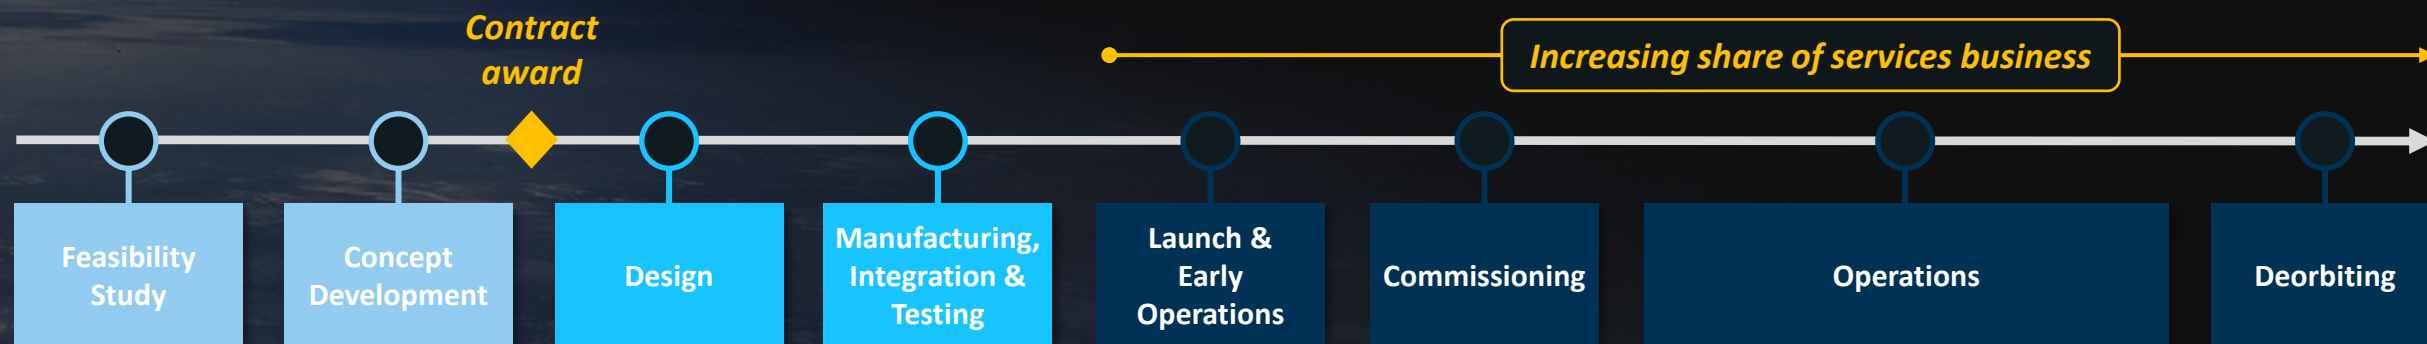 Contract
award
Increasing share of services business
Feasibility
Study
Concept
Development
Design
Manufacturing,
Integration &
Testing
Launch &
Early
Operations
Commissioning
Operations
Deorbiting